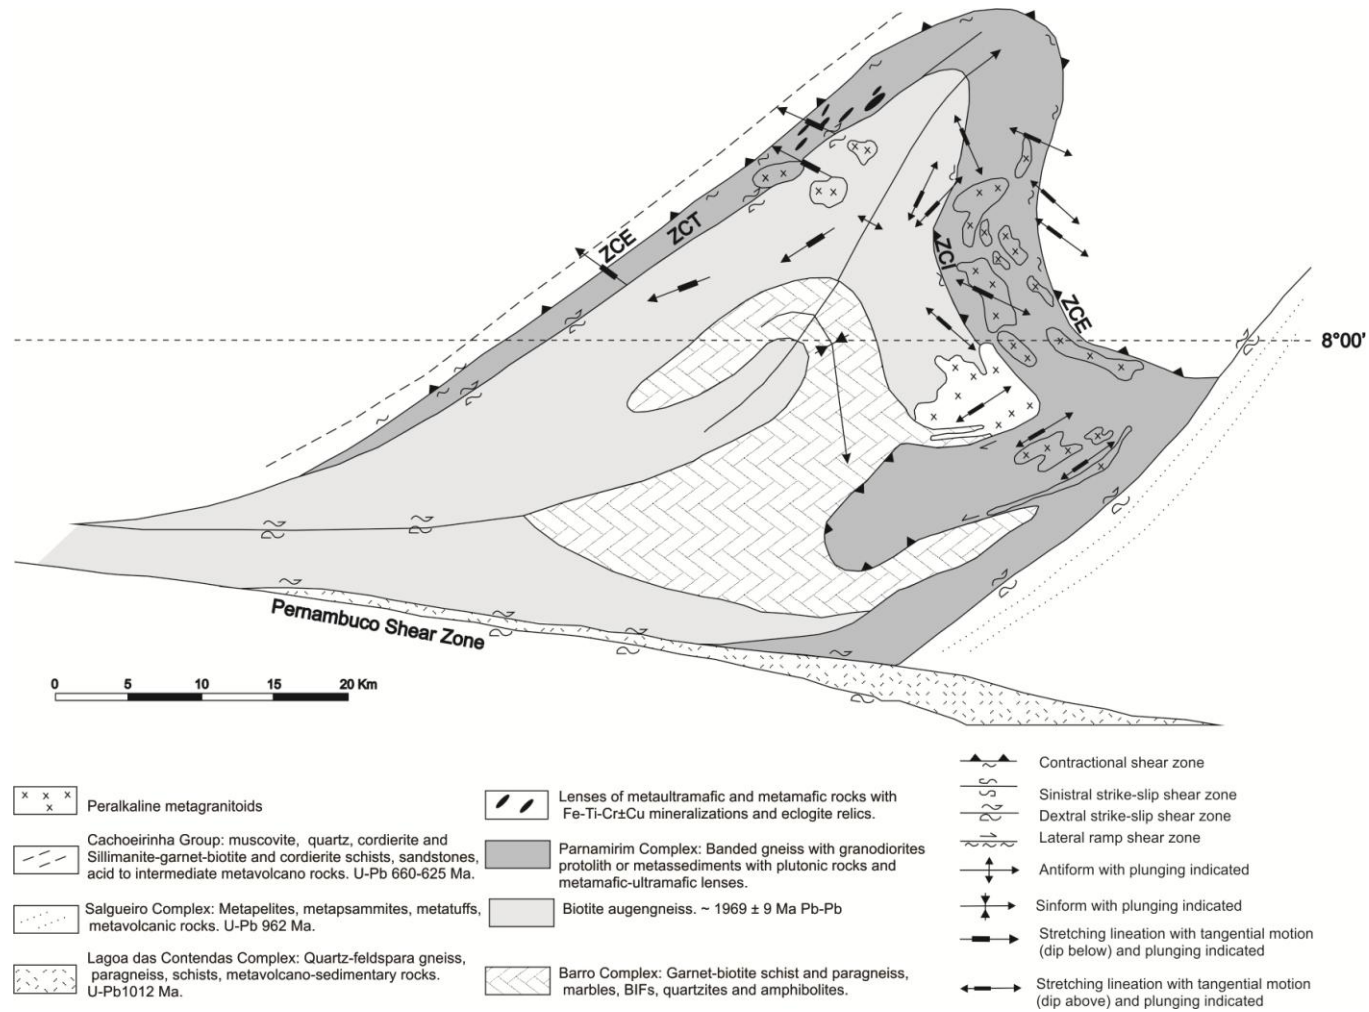 ZCE
ZCT
ZCI
ZCE
8°00'
Pernambuco Shear Zone
0 5 10 15 20 Km
Peralkaline metagranitoids
Cachoeirinha Group: muscovite, quartz, cordierite and
Sillimanite-garnet-biotite and cordierite schists, sandstones,
acid to intermediate metavolcano rocks. U-Pb 660-625 Ma.
Salgueiro Complex: Metapelites, metapsammites, metatuffs,
metavolcanic rocks. U-Pb 962 Ma.
Lagoa das Contendas Complex: Quartz-feldspara gneiss,
paragneiss, schists, metavolcano-sedimentary rocks.
U-Pb1012 Ma.
Lenses of metaultramafic and metamafic rocks with
Fe-Ti-Cr±Cu mineralizations and eclogite relics.
Parnamirim Complex: Banded gneiss with granodiorites
protolith or metassediments with plutonic rocks and
metamafic-ultramafic lenses.
Biotite augengneiss. ~ 1969 ± 9 Ma Pb-Pb
Barro Complex: Garnet-biotite schist and paragneiss,
marbles, BIFs, quartzites and amphibolites.
Contractional shear zone
Sinistral strike-slip shear zone
Dextral strike-slip shear zone
Lateral ramp shear zone
Antiform with plunging indicated
Sinform with plunging indicated
Stretching lineation with tangential motion
(dip below) and plunging indicated
Stretching lineation with tangential motion
(dip above) and plunging indicated